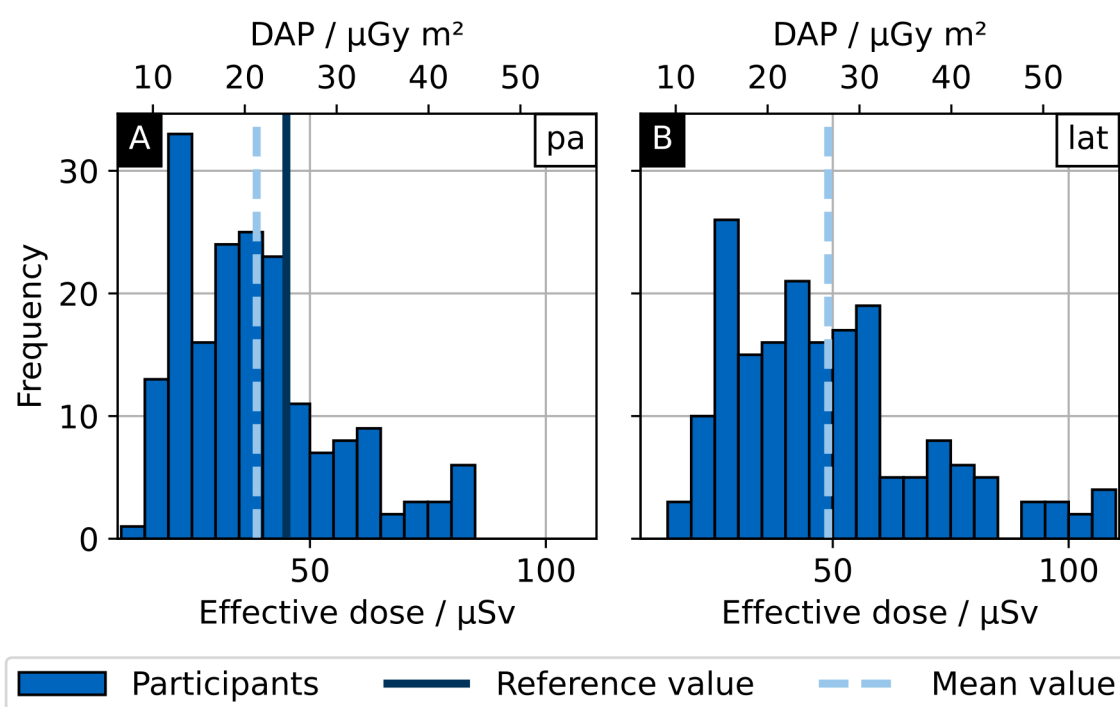 DAP / µGy m²
10 20 30 40 50
A
pa
Frequency
30
20
10
0
50 100
Effective dose / µSv
DAP / µGy m²
10 20 30 40 50
B
lat
50 100
Effective dose / µSv
Participants Reference value Mean value